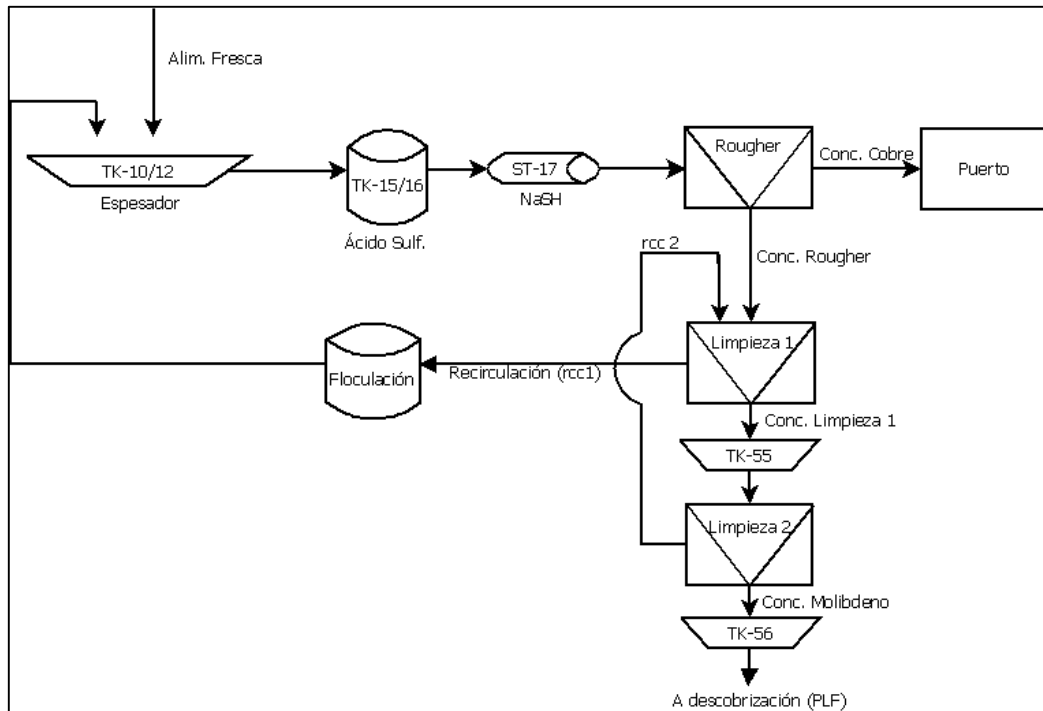 Alim. Fresca
TK-10/12
Espesador
TK-15/16
Ácido Sulf.
ST-17
NaSH
Rougher
Conc. Cobre
Puerto
rcc 2
Conc. Rougher
Limpieza 1
Floculación
Recirculación (rcc1)
Conc. Limpieza 1
TK-55
Limpieza 2
Conc. Molibdeno
TK-56
A descobrización (PLF)